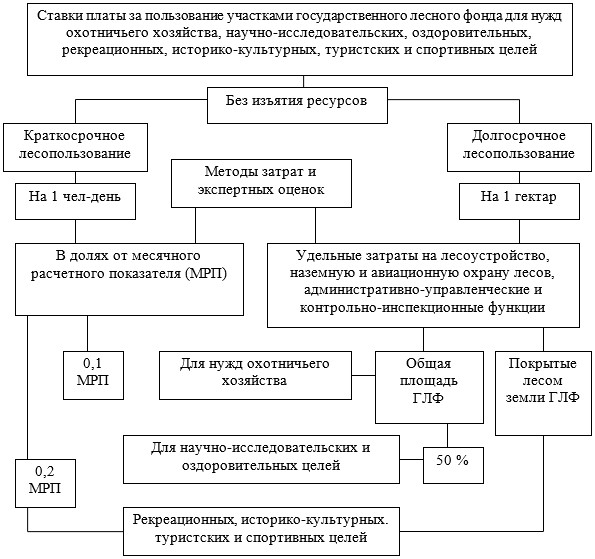 Ставки платы за пользование участками государственного лесного фонда для нужд
охотничьего хозяйства, научно-исследовательских, оздоровительных,
рекреационных, историко-культурных, туристских и спортивных целей
Без изъятия ресурсов
Краткосрочное
лесопользование
Долгосрочное
лесопользование
Методы затрат и
экспертных оценок
На 1 чел-день
На 1 гектар
В долях от месячного
расчетного показателя (МРП)
Удельные затраты на лесоустройство,
наземную и авиационную охрану лесов,
административно-управленческие и
контрольно-инспекционные функции
0,1
МРП
Для нужд охотничьего
хозяйства
Общая
площадь
ГЛФ
Покрытые
лесом
земли ГЛФ
Для научно-исследовательских и
оздоровительных целей
50 %
0,2
МРП
Рекреационных, историко-культурных.
туристских и спортивных целей